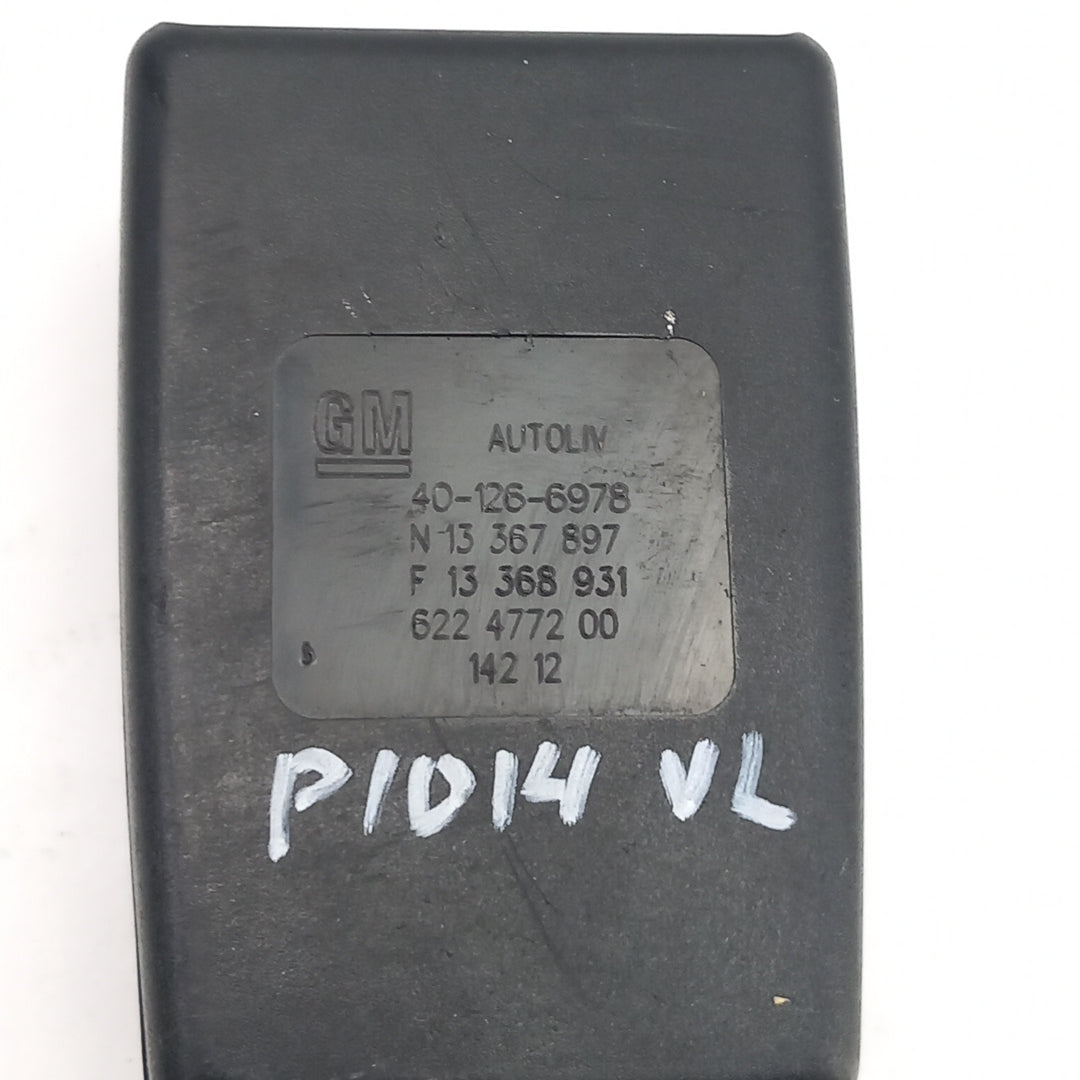 GM AUTOLIV
40-126-6978
N 13 367 897
F 13 368 931
622 4772 00
142 12
P1014 VL